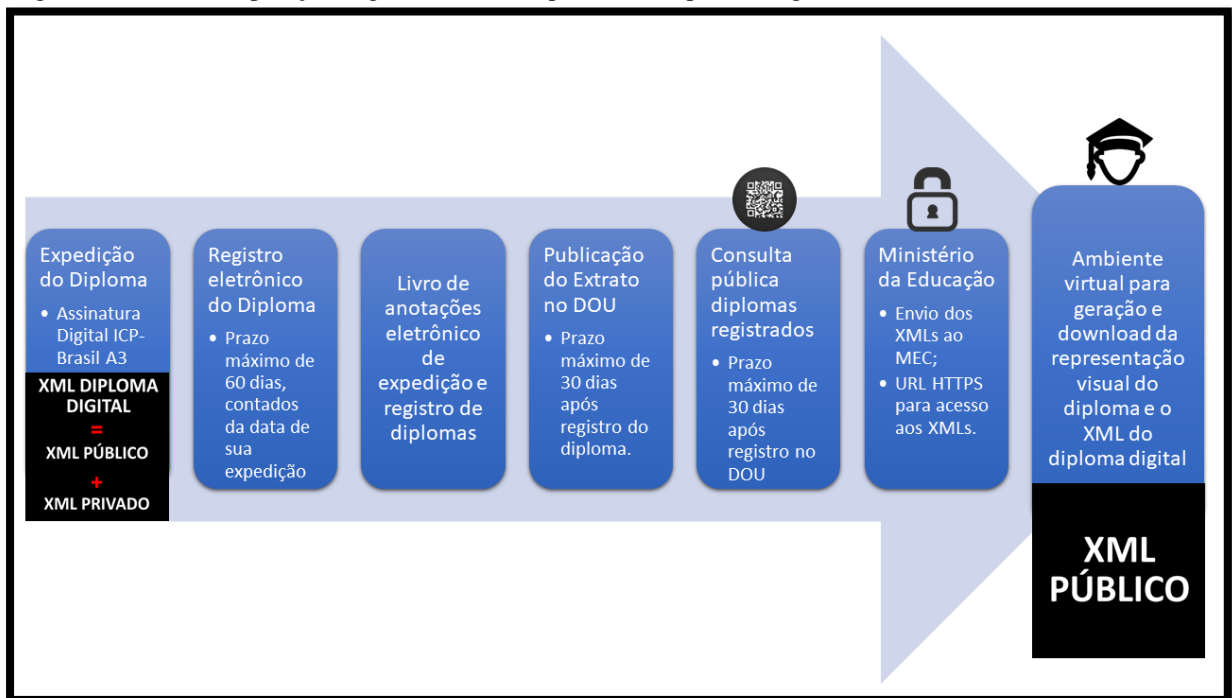 Expedição
do Diploma
• Assinatura
Digital ICP-
Brasil A3
XML DIPLOMA
DIGITAL
=
XML PÚBLICO
+
XML PRIVADO
Registro
eletrônico
do Diploma
• Prazo
máximo de
60 dias,
contados
da data de
sua
expedição
Livro de
anotações
eletrônico
de
expedição e
registro de
diplomas
Publicação
do Extrato
no DOU
• Prazo
máximo de
30 dias
após
registro do
diploma.
Consulta
pública
diplomas
registrados
• Prazo
máximo de
30 dias
após
registro no
DOU
Ministério
da Educação
• Envio dos
XMLs ao
MEC;
• URL HTTPS
para acesso
aos XMLs.
Ambiente
virtual para
geração e
download da
representação
visual do
diploma e o
XML do
diploma digital
XML
PÚBLICO